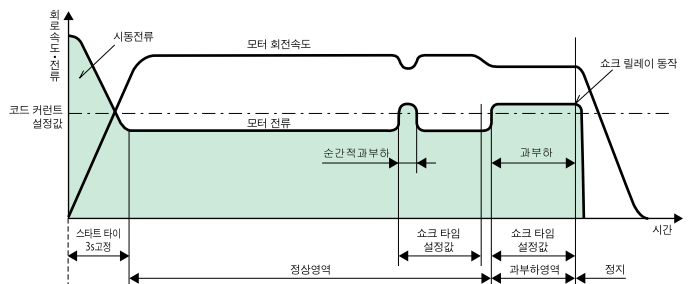 회로속도·전류
시동전류
모터 회전속도
쇼크 릴레이 동작
코드 커런트
설정값
모터 전류
순간적과부하
과부하
시간
스타트 타이
3s고정
쇼크 타임
설정값
쇼크 타임
설정값
정상영역
과부하영역
정지